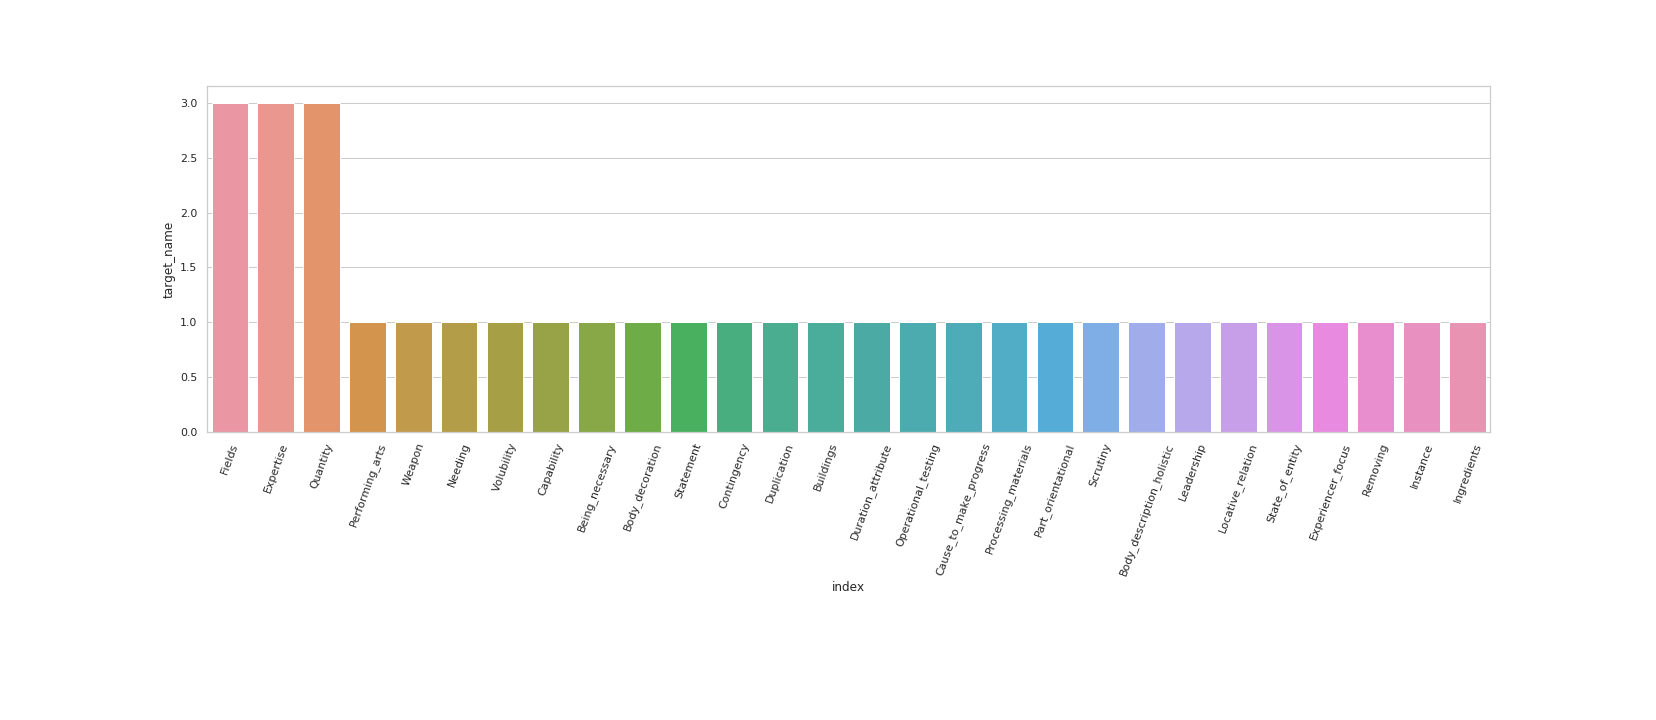 3.0
2.5
2.0
1.5
1.0
0.5
0.0
target_name
Fields
Expertise
Quantity
Performing_arts
Weapon
Needing
Volubility
Capability
Being_necessary
Body_decoration
Statement
Contingency
Duplication
Buildings
Duration_attribute
Operational_testing
Cause_to_make_progress
Processing_materials
Part_orientational
Scrutiny
Body_description_holistic
Leadership
Locative_relation
State_of_entity
Experiencer_focus
Removing
Instance
Ingredients
index